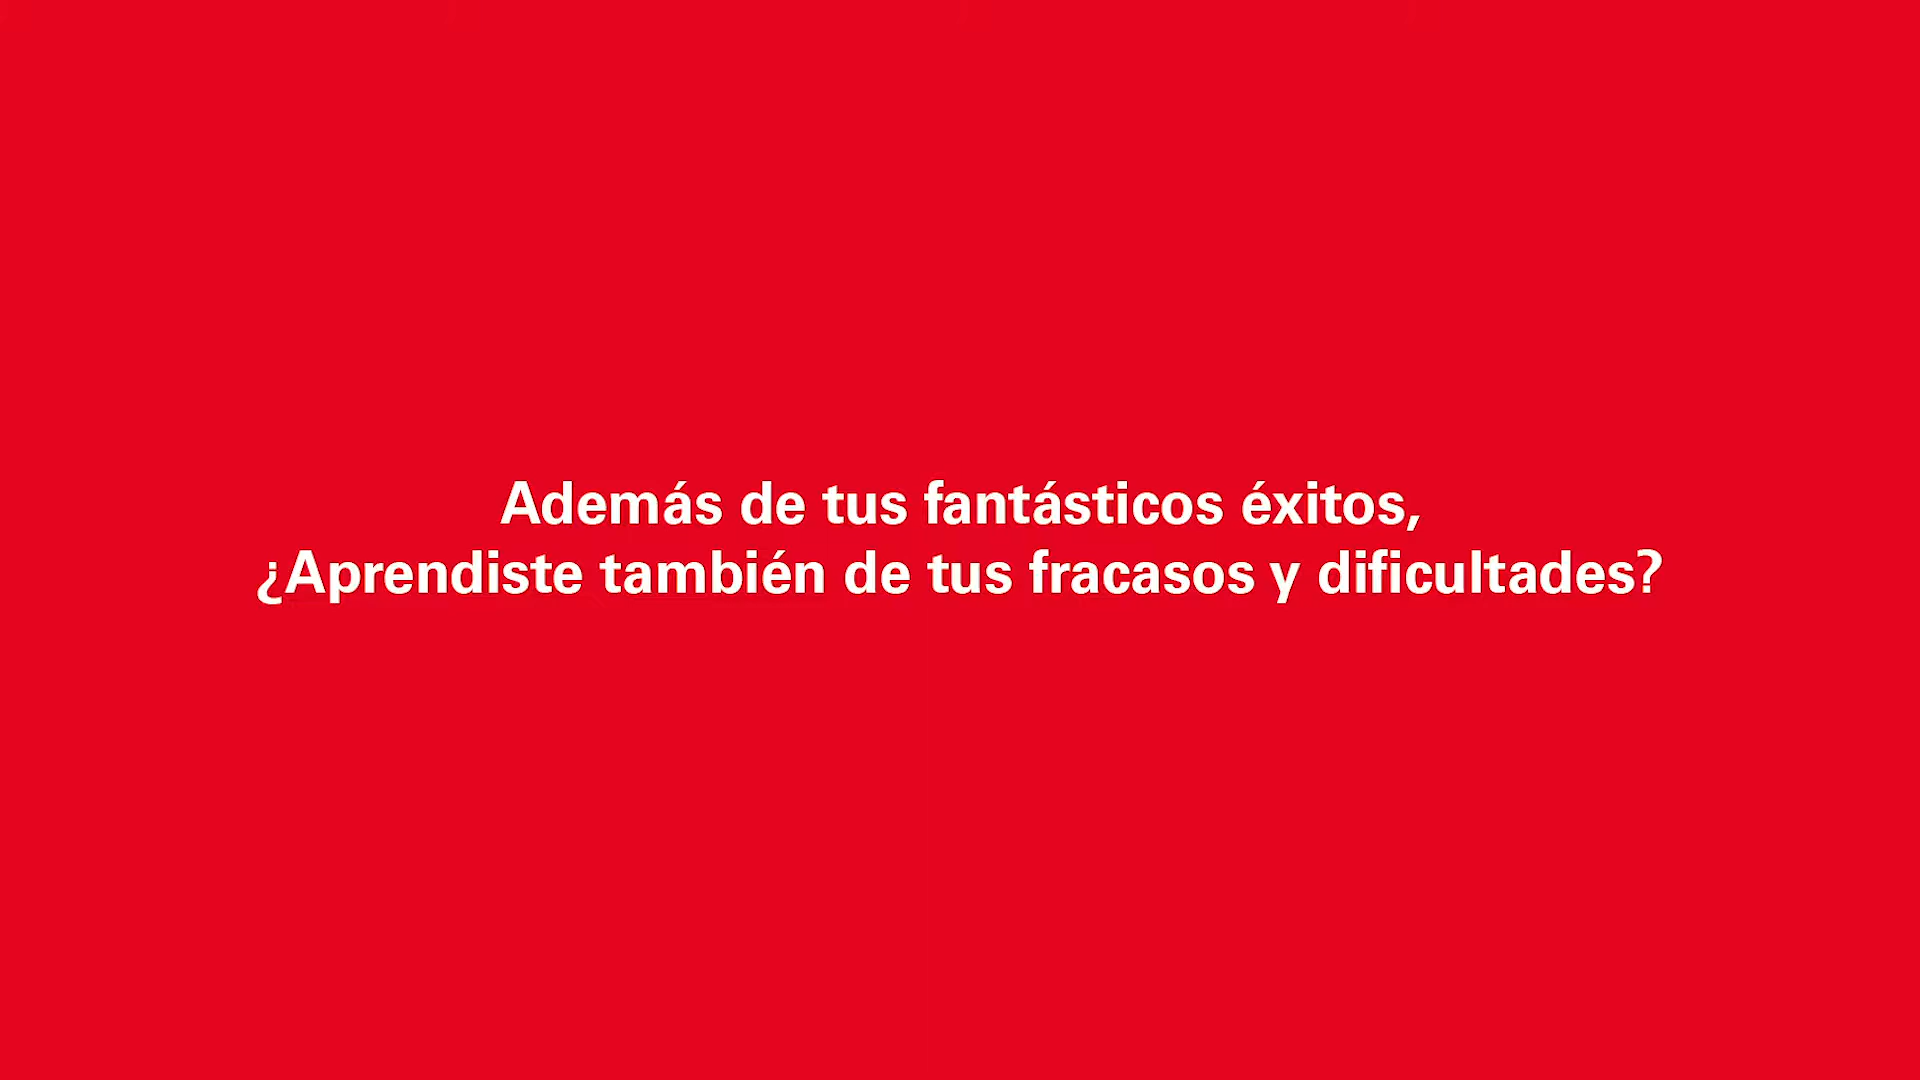 Además de tus fantásticos éxitos,
¿Aprendiste también de tus fracasos y dificultades?